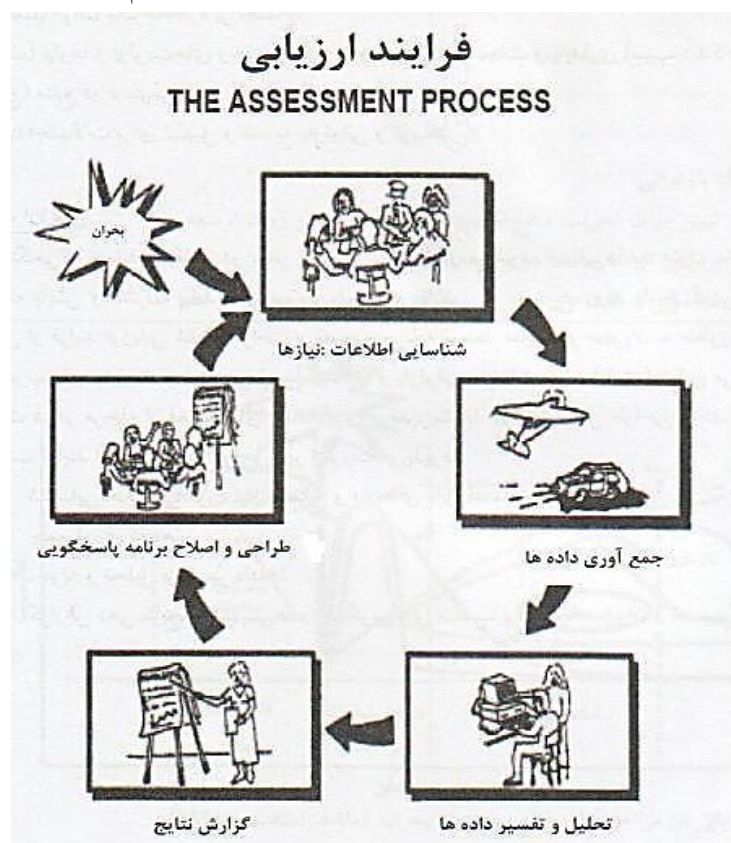 فرایند ارزیابی
THE ASSESSMENT PROCESS
بحران
شناسایی اطلاعات :نیازها
طراحی و اصلاح برنامه پاسخگویی
جمع آوری داده ها
گزارش نتایج
تحلیل و تفسیر داده ها